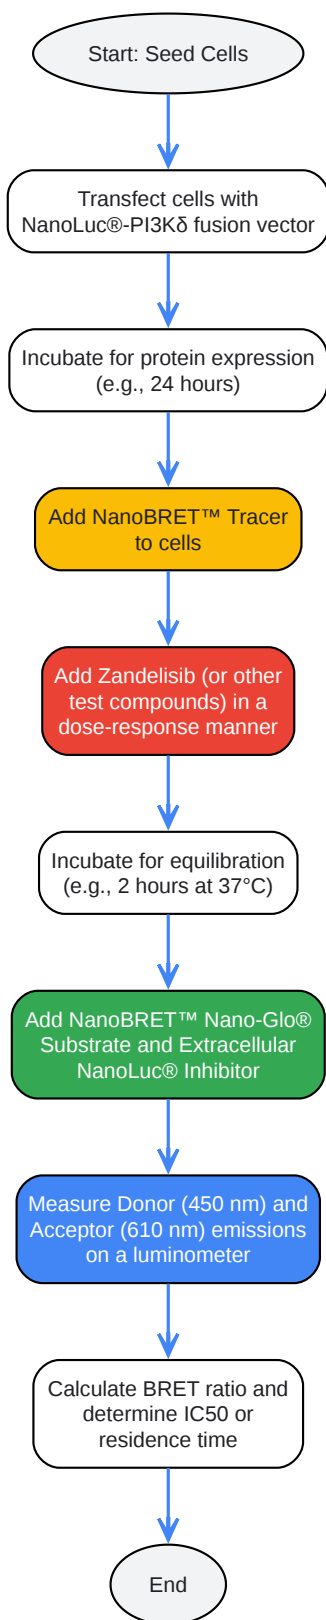 Start: Seed Cells
Transfect cells with
NanoLuc®-PI3Kδ fusion vector
Incubate for protein expression
(e.g., 24 hours)
Add NanoBRET™ Tracer
to cells
Add Zandelisib (or other
test compounds) in a
dose-response manner
Incubate for equilibration
(e.g., 2 hours at 37°C)
Add NanoBRET™ Nano-Glo®
Substrate and Extracellular
NanoLuc® Inhibitor
Measure Donor (450 nm) and
Acceptor (610 nm) emissions
on a luminometer
Calculate BRET ratio and
determine IC50 or
residence time
End